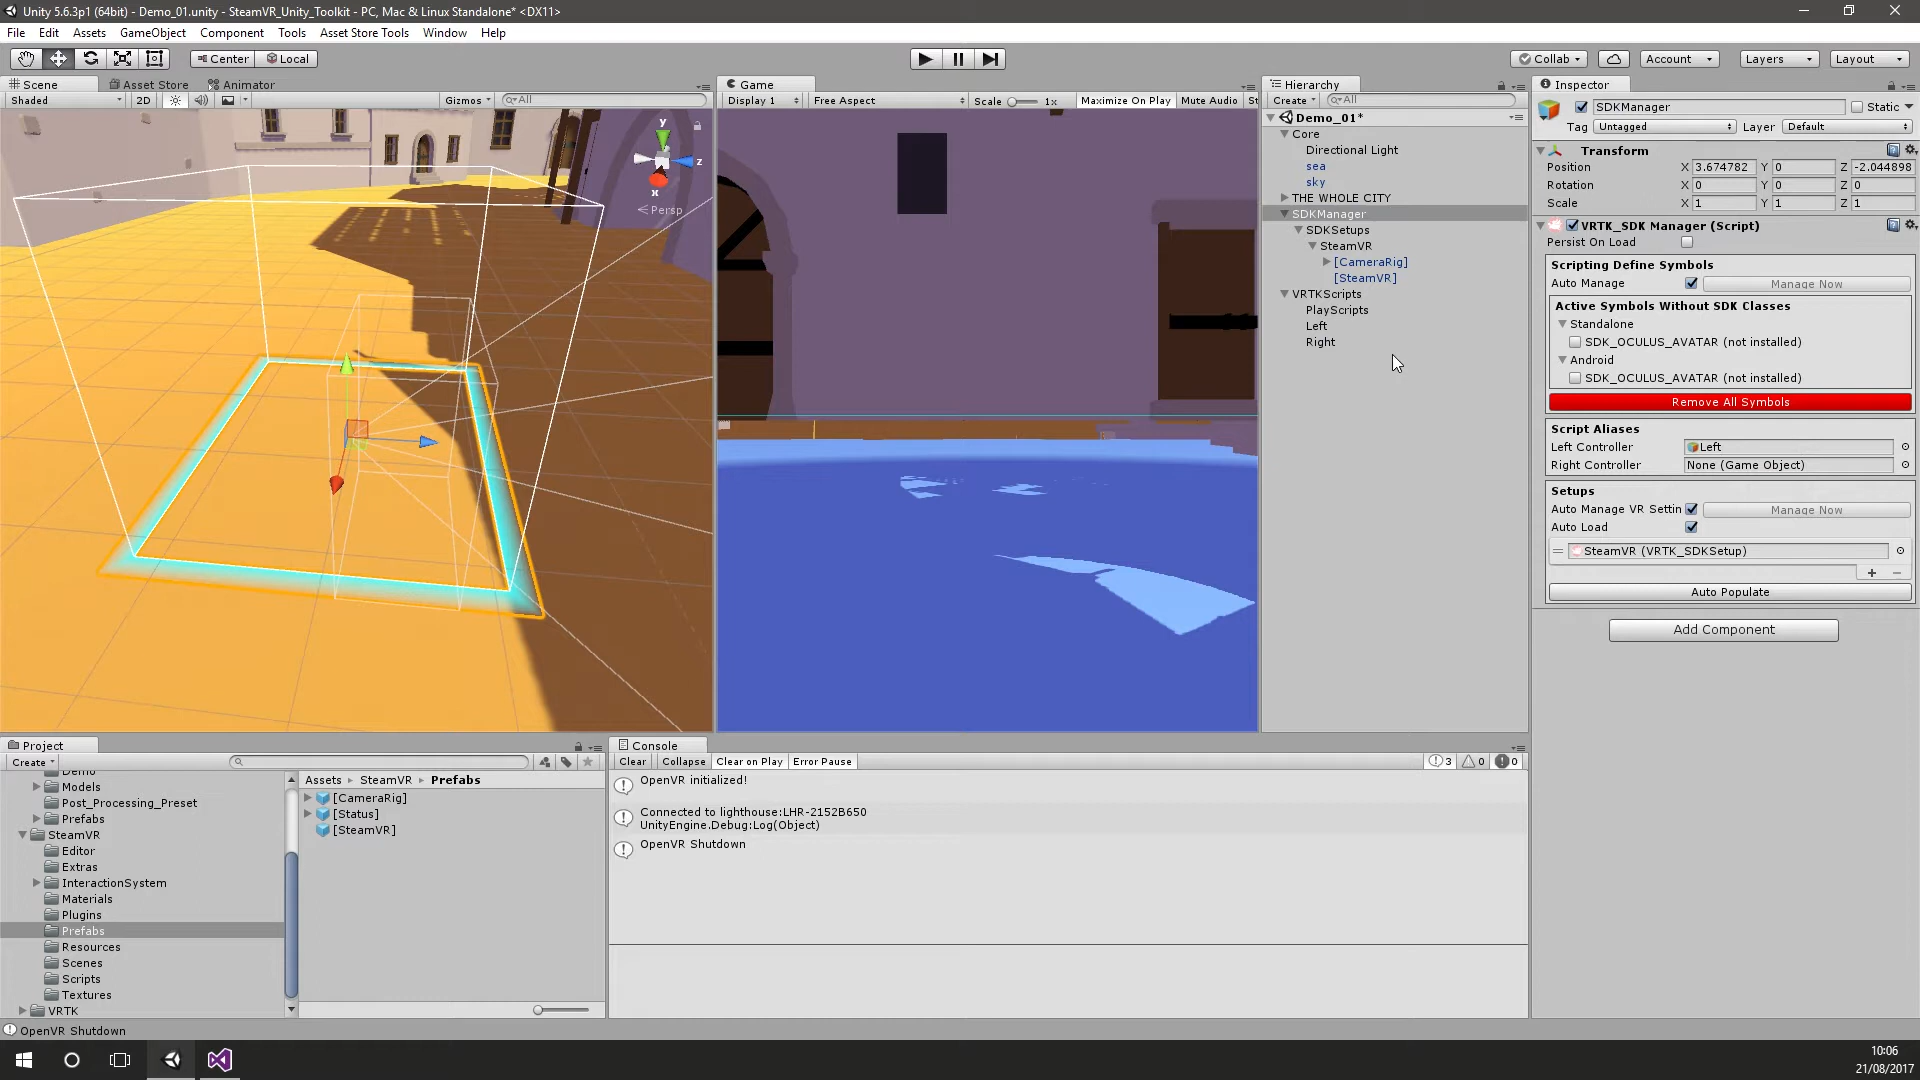 Unity 5.6.3p1 (64bit) - Demo_01.unity - SteamVR_Unity_Toolkit - PC, Mac & Linux Standalone* <DX11>
File Edit Assets GameObject Component Tools Asset Store Tools Window Help
Center Local
Collab Account Layers Layout
Scene Asset Store Animator
Shaded 2D Gizmos All
y
z
x
Persp
Game
Display 1 Free Aspect Scale 1x Maximize On Play Mute Audio St
Hierarchy
Create All
Demo_01*
Core
Directional Light
sea
sky
THE WHOLE CITY
SDKManager
SDKSetups
SteamVR
[CameraRig]
[SteamVR]
VRTKScripts
PlayScripts
Left
Right
Inspector
SDKManager Static
Tag Untagged Layer Default
Transform
Position X 3.674782 Y 0 Z -2.044898
Rotation X 0 Y 0 Z 0
Scale X 1 Y 1 Z 1
VRTK_SDK Manager (Script)
Persist On Load
Scripting Define Symbols
Auto Manage Manage Now
Active Symbols Without SDK Classes
Standalone
SDK_OCULUS_AVATAR (not installed)
Android
SDK_OCULUS_AVATAR (not installed)
Remove All Symbols
Script Aliases
Left Controller Left
Right Controller None (Game Object)
Setups
Auto Manage VR Settin Manage Now
Auto Load
SteamVR (VRTK_SDKSetup)
Auto Populate
Add Component
Project
Create
Demo
Models
Post_Processing_Preset
Prefabs
SteamVR
Editor
Extras
InteractionSystem
Materials
Plugins
Prefabs
Resources
Scenes
Scripts
Textures
VRTK
Assets SteamVR Prefabs
[CameraRig]
[Status]
[SteamVR]
Console
Clear Collapse Clear on Play Error Pause 3 0 0
OpenVR initialized!
Connected to lighthouse:LHR-2152B650
UnityEngine.Debug:Log(Object)
OpenVR Shutdown
OpenVR Shutdown
10:06
21/08/2017